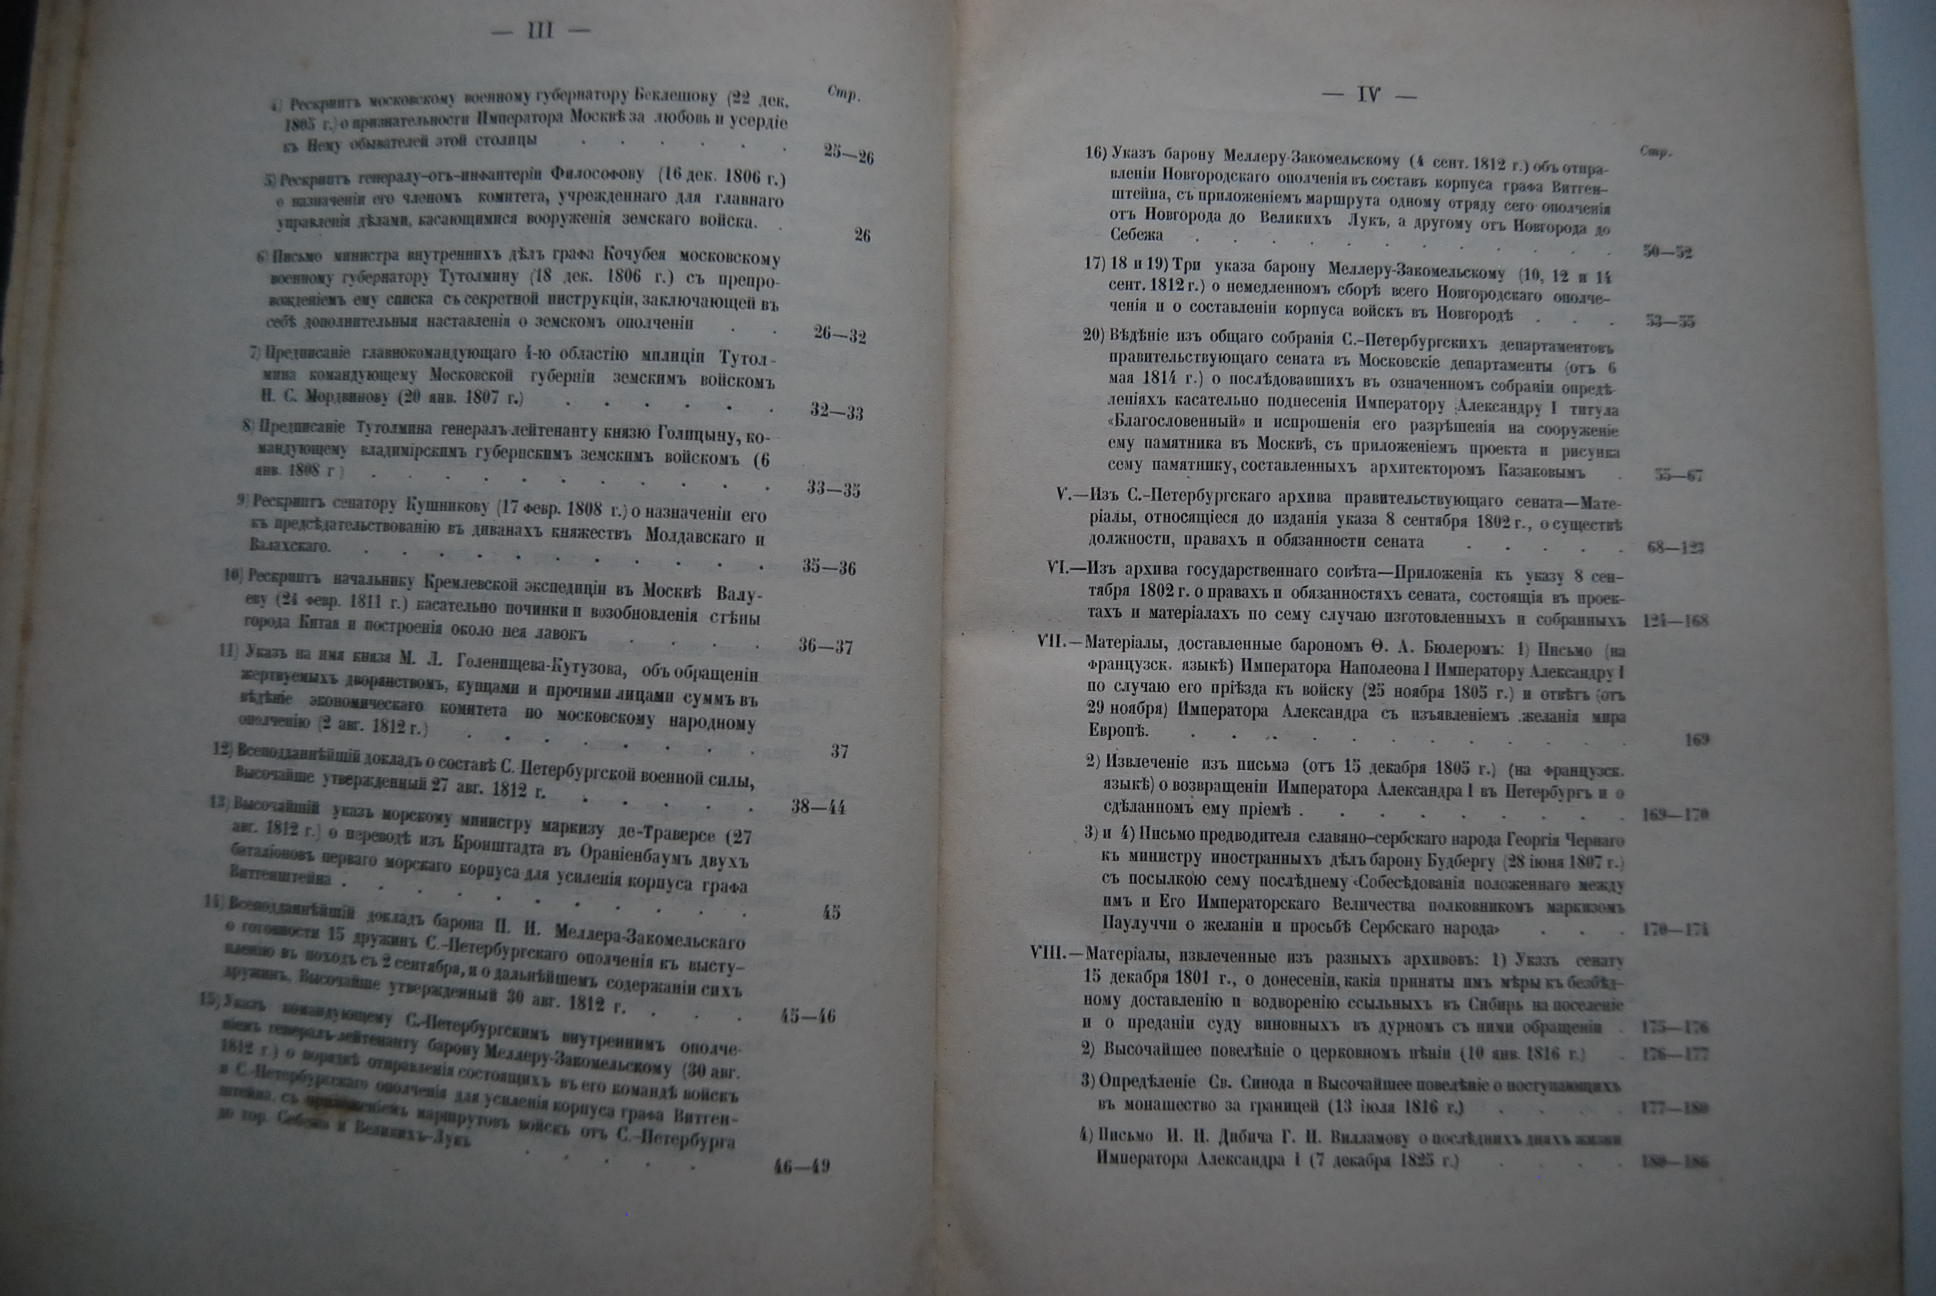 — III —
Стр.
4) Рескриптъ московскому военному губернатору Беклешову (22 дек.
1805 г.) о признательности Императора Москвѣ за любовь и усердіе
къ Нему обывателей этой столицы . . . . . . 25—26
5) Рескриптъ генералу-отъ-инфантеріи Философову (16 дек. 1806 г.)
о назначеніи его членомъ комитета, учрежденнаго для главнаго
управленія дѣлами, касающимися вооруженія земскаго войска. . 26
6) Письмо министра внутреннихъ дѣлъ графа Кочубея московскому
военному губернатору Тутолмину (18 дек. 1806 г.) съ препро-
вожденіемъ ему списка съ секретной инструкціи, заключающей въ
себѣ дополнительныя наставленія о земскомъ ополченіи . . 26—32
7) Предписаніе главнокомандующаго 4-ю областію милиціи Тутол-
мина командующему Московской губерніи земскимъ войскомъ
Н. С. Мордвинову (20 янв. 1807 г.) . . . . . . 32—33
8) Предписаніе Тутолмина генералъ-лейтенанту князю Голицыну, ко-
мандующему владимірскимъ губернскимъ земскимъ войскомъ (6
янв. 1808 г.) . . . . . . . . . . 33—35
9) Рескриптъ сенатору Кушникову (17 февр. 1808 г.) о назначеніи его
къ предсѣдательствованію въ диванахъ княжествъ Молдавскаго и
Валахскаго. . . . . . . . . . . 35—36
10) Рескриптъ начальнику Кремлевской экспедиціи въ Москвѣ Валу-
еву (24 февр. 1811 г.) касательно починки и возобновленія стѣны
города Китая и построенія около нея лавокъ . . . . 36—37
11) Указъ на имя князя М. Л. Голенищева-Кутузова, объ обращеніи
жертвуемыхъ дворянствомъ, купцами и прочими лицами суммъ въ
вѣдѣніе экономическаго комитета по московскому народному
ополченію (2 авг. 1812 г.) . . . . . . . 37
12) Всеподданнѣйшій докладъ о составѣ С. Петербургской военной силы,
Высочайше утвержденный 27 авг. 1812 г. . . . . . 38—44
13) Высочайшій указъ морскому министру маркизу де-Траверсе (27
авг. 1812 г.) о переводѣ изъ Кронштадта въ Ораніенбаумъ двухъ
баталіоновъ перваго морскаго корпуса для усиленія корпуса графа
Витгенштейна . . . . . . . . . . 45
14) Всеподданнѣйшій докладъ барона П. И. Меллера-Закомельскаго
о готовности 15 дружинъ С.-Петербургскаго ополченія къ высту-
пленію въ походъ съ 2 сентября, и о дальнѣйшемъ содержаніи сихъ
дружинъ. Высочайше утвержденный 30 авг. 1812 г. . . . 45—46
15) Указъ командующему С.-Петербургскимъ внутреннимъ ополче-
ніемъ генералъ-лейтенанту барону Меллеру-Закомельскому (30 авг.
1812 г.) о порядкѣ отправленія состоящихъ въ его командѣ войскъ
и С.-Петербургскаго ополченія для усиленія корпуса графа Витген-
штейна, съ приложеніемъ маршрутовъ войскъ отъ С.-Петербурга
до гор. Себежа и Великихъ-Лукъ . . . . . 46—49
— IV —
Стр.
16) Указъ барону Меллеру-Закомельскому (4 сент. 1812 г.) объ отпра-
вленіи Новгородскаго ополченія въ составъ корпуса графа Витген-
штейна, съ приложеніемъ маршрута одному отряду сего ополченія
отъ Новгорода до Великихъ Лукъ, а другому отъ Новгорода до
Себежа . . . . . . . . . . . 50—52
17) 18 и 19) Три указа барону Меллеру-Закомельскому (10, 12 и 14
сент. 1812 г.) о немедленномъ сборѣ всего Новгородскаго ополче-
ченія и о составленіи корпуса войскъ въ Новгородѣ . . . 53—55
20) Вѣдѣніе изъ общаго собранія С.-Петербургскихъ департаментовъ
правительствующаго сената въ Московскіе департаменты (отъ 6
мая 1814 г.) о послѣдовавшихъ въ означенномъ собраніи опредѣ-
леніяхъ касательно поднесенія Императору Александру I титула
«Благословенный» и испрошенія его разрѣшенія на сооруженіе
ему памятника въ Москвѣ, съ приложеніемъ проекта и рисунка
сему памятнику, составленныхъ архитекторомъ Казаковымъ . 55—67
V.—Изъ С.-Петербургскаго архива правительствующаго сената—Мате-
ріалы, относящіеся до изданія указа 8 сентября 1802 г., о существѣ
должности, правахъ и обязанности сената . . . . . 68—123
VI.—Изъ архива государственнаго совѣта—Приложенія къ указу 8 сен-
тября 1802 г. о правахъ и обязанностяхъ сената, состоящія въ проек-
тахъ и матеріалахъ по сему случаю изготовленныхъ и собранныхъ 124—168
VII.—Матеріалы, доставленные барономъ Ѳ. А. Бюлеромъ: 1) Письмо (на
французск. языкѣ) Императора Наполеона I Императору Александру I
по случаю его пріѣзда къ войску (25 ноября 1805 г.) и отвѣтъ (отъ
29 ноября) Императора Александра съ изъявленіемъ желанія мира
Европѣ. . . . . . . . . . . . 169
2) Извлеченіе изъ письма (отъ 15 декабря 1805 г.) (на французск.
языкѣ) о возвращеніи Императора Александра I въ Петербургъ и о
сдѣланномъ ему пріемѣ . . . . . . . . 169—170
3) и 4) Письмо предводителя славяно-сербскаго народа Георгія Чернаго
къ министру иностранныхъ дѣлъ барону Будбергу (28 іюня 1807 г.)
съ посылкою сему послѣднему «Собесѣдованія положеннаго между
имъ и Его Императорскаго Величества полковникомъ маркизомъ
Паулуччи о желаніи и просьбѣ Сербскаго народа» . . . 170—174
VIII.—Матеріалы, извлеченные изъ разныхъ архивовъ: 1) Указъ сенату
15 декабря 1801 г., о донесеніи, какія приняты имъ мѣры къ безбѣд-
ному доставленію и водворенію ссыльныхъ въ Сибирь на поселеніе
и о преданіи суду виновныхъ въ дурномъ съ ними обращеніи . 175—176
2) Высочайшее повелѣніе о церковномъ пѣніи (10 янв. 1816 г.) . 176—177
3) Опредѣленіе Св. Синода и Высочайшее повелѣніе о поступающихъ
въ монашество за границей (13 іюля 1816 г.) . . . . 177—180
4) Письмо И. И. Дибича Г. И. Вилламову о послѣднихъ дняхъ жизни
Императора Александра I (7 декабря 1825 г.) . . . . 180—186